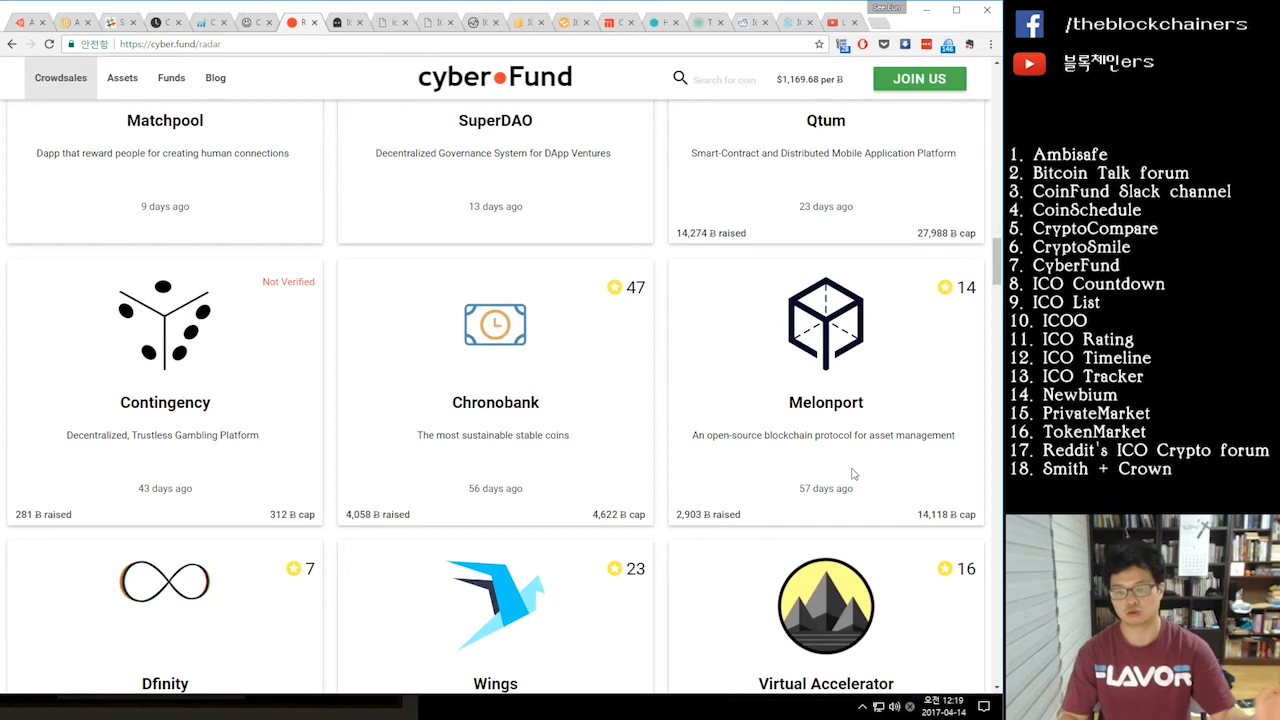 See Eun
A
A
S
C
C
R
C
T
L
안전함
https://cyber.fund/radar
28
146
Crowdsales
Assets
Funds
Blog
cyber Fund
Search for coin
$1,169.68 per Ƀ
JOIN US
Matchpool
Dapp that reward people for creating human connections
9 days ago
SuperDAO
Decentralized Governance System for DApp Ventures
13 days ago
Qtum
Smart-Contract and Distributed Mobile Application Platform
23 days ago
14,274 Ƀ raised
27,988 Ƀ cap
Not Verified
Contingency
Decentralized, Trustless Gambling Platform
43 days ago
281 Ƀ raised
312 Ƀ cap
47
Chronobank
The most sustainable stable coins
56 days ago
4,058 Ƀ raised
4,622 Ƀ cap
14
Melonport
An open-source blockchain protocol for asset management
57 days ago
2,903 Ƀ raised
14,118 Ƀ cap
7
Dfinity
23
Wings
16
Virtual Accelerator
오전 12:19
2017-04-14
/theblockchainers
블록체인ers
1. Ambisafe
2. Bitcoin Talk forum
3. CoinFund Slack channel
4. CoinSchedule
5. CryptoCompare
6. CryptoSmile
7. CyberFund
8. ICO Countdown
9. ICO List
10. ICOO
11. ICO Rating
12. ICO Timeline
13. ICO Tracker
14. Newbium
15. PrivateMarket
16. TokenMarket
17. Reddit's ICO Crypto forum
18. Smith + Crown
FLAVOR